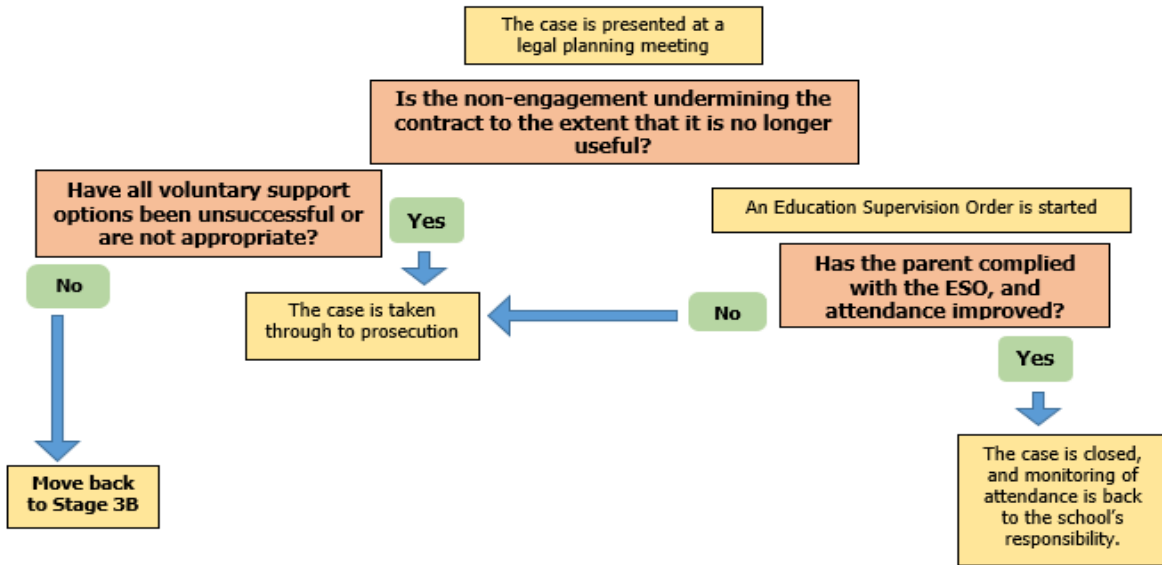 The case is presented at a
legal planning meeting
Is the non-engagement undermining the
contract to the extent that it is no longer
useful?
Have all voluntary support
options been unsuccessful or
are not appropriate?
Yes
An Education Supervision Order is started
No
Has the parent complied
with the ESO, and
attendance improved?
The case is taken
through to prosecution
No
Yes
Move back
to Stage 3B
The case is closed,
and monitoring of
attendance is back
to the school's
responsibility.